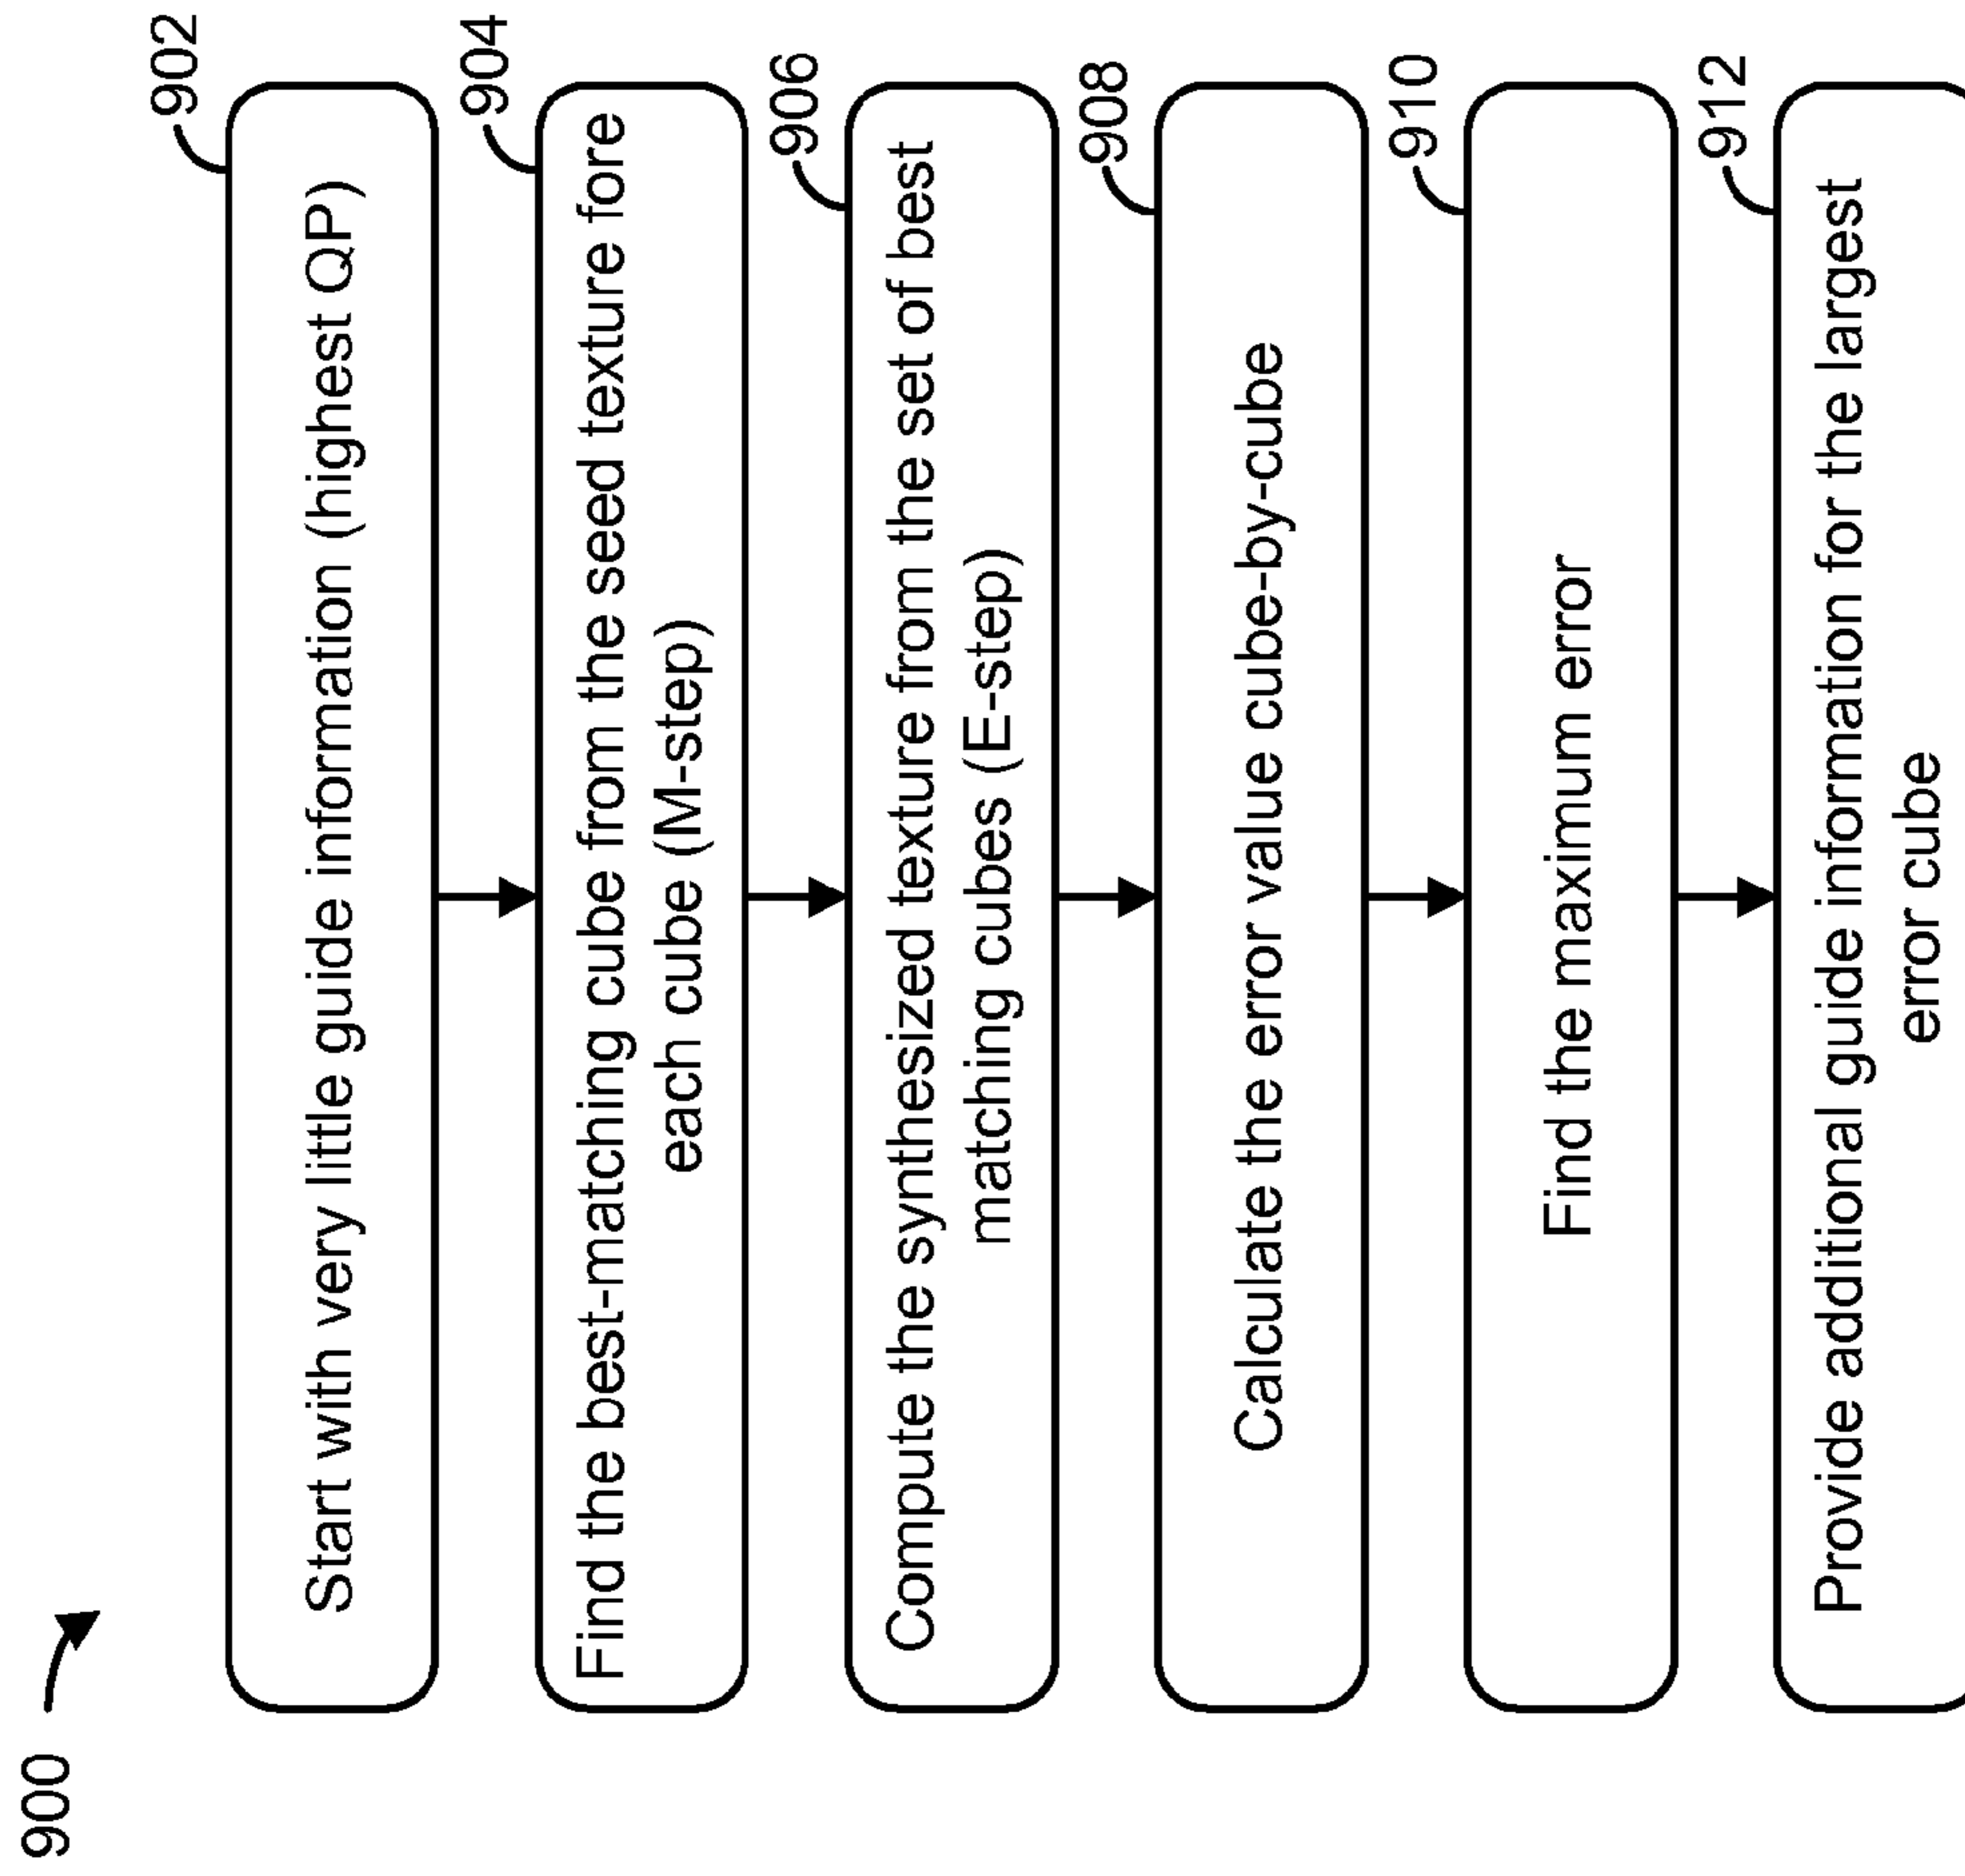 900
902
Start with very little guide information (highest QP)
904
Find the best-matching cube from the seed texture fore
each cube (M-step)
906
Compute the synthesized texture from the set of best
matching cubes (E-step)
908
Calculate the error value cube-by-cube
910
Find the maximum error
912
Provide additional guide information for the largest
error cube